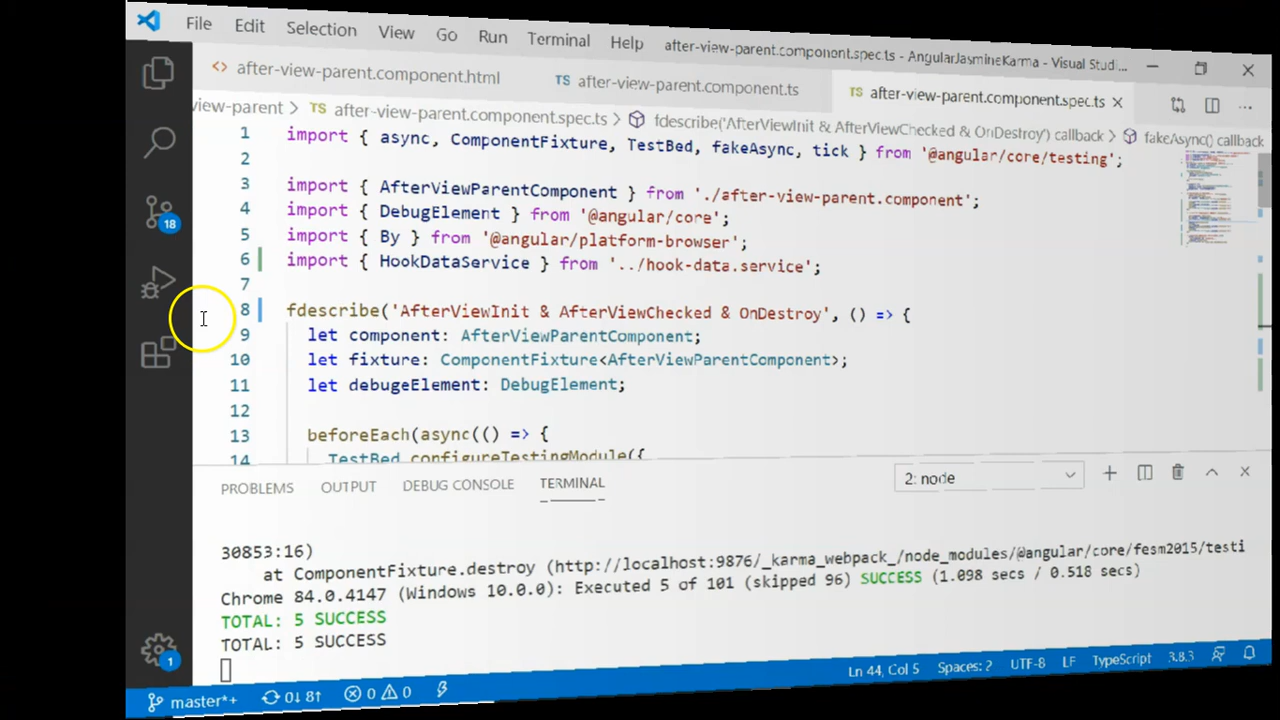 File Edit Selection View Go Run Terminal Help after-view-parent.component.spec.ts - AngularJasmineKarma - Visual Studi...
<> after-view-parent.component.html TS after-view-parent.component.ts TS after-view-parent.component.spec.ts
view-parent > TS after-view-parent.component.spec.ts > fdescribe('AfterViewInit & AfterViewChecked & OnDestroy') callback > fakeAsync() callback
1 import { async, ComponentFixture, TestBed, fakeAsync, tick } from '@angular/core/testing';
2
3 import { AfterViewParentComponent } from './after-view-parent.component';
4 import { DebugElement } from '@angular/core';
5 import { By } from '@angular/platform-browser';
6 import { HookDataService } from '../hook-data.service';
7
8 fdescribe('AfterViewInit & AfterViewChecked & OnDestroy', () => {
9 let component: AfterViewParentComponent;
10 let fixture: ComponentFixture<AfterViewParentComponent>;
11 let debugeElement: DebugElement;
12
13 beforeEach(async(() => {
14 TestBed.configureTestingModule({
18
1
PROBLEMS OUTPUT DEBUG CONSOLE TERMINAL 2: node
30853:16)
at ComponentFixture.destroy (http://localhost:9876/_karma_webpack_/node_modules/@angular/core/fesm2015/testi
Chrome 84.0.4147 (Windows 10.0.0): Executed 5 of 101 (skipped 96) SUCCESS (1.098 secs / 0.518 secs)
TOTAL: 5 SUCCESS
TOTAL: 5 SUCCESS
master*+ 0↓ 8↑ 0 0 Ln 44, Col 5 Spaces: 2 UTF-8 LF TypeScript 3.8.3